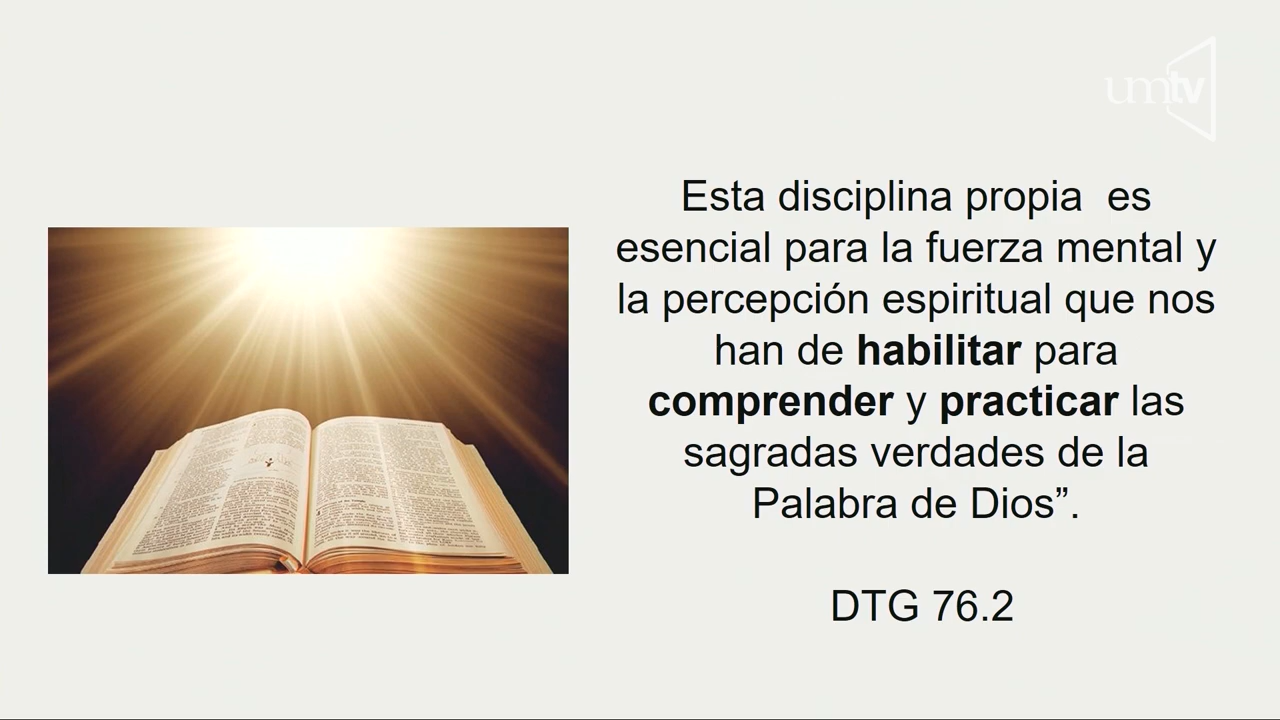 umtv
Esta disciplina propia  es
esencial para la fuerza mental y
la percepción espiritual que nos
han de habilitar para
comprender y practicar las
sagradas verdades de la
Palabra de Dios”.
DTG 76.2